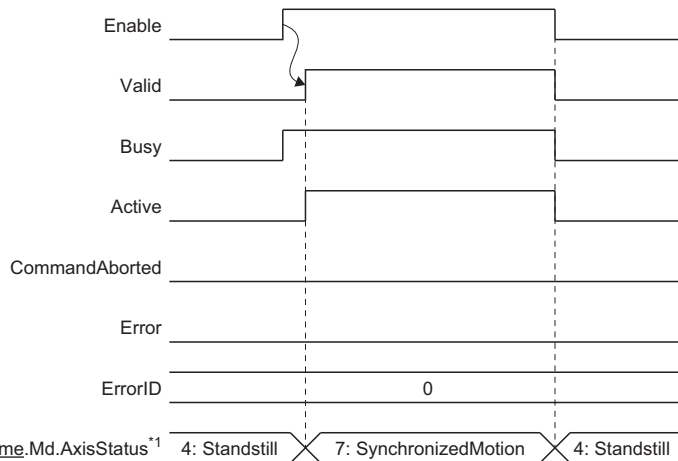 Enable
Valid
Busy
Active
CommandAborted
Error
ErrorID 0
me.Md.AxisStatus*1 4: Standstill 7: SynchronizedMotion 4: Standstill